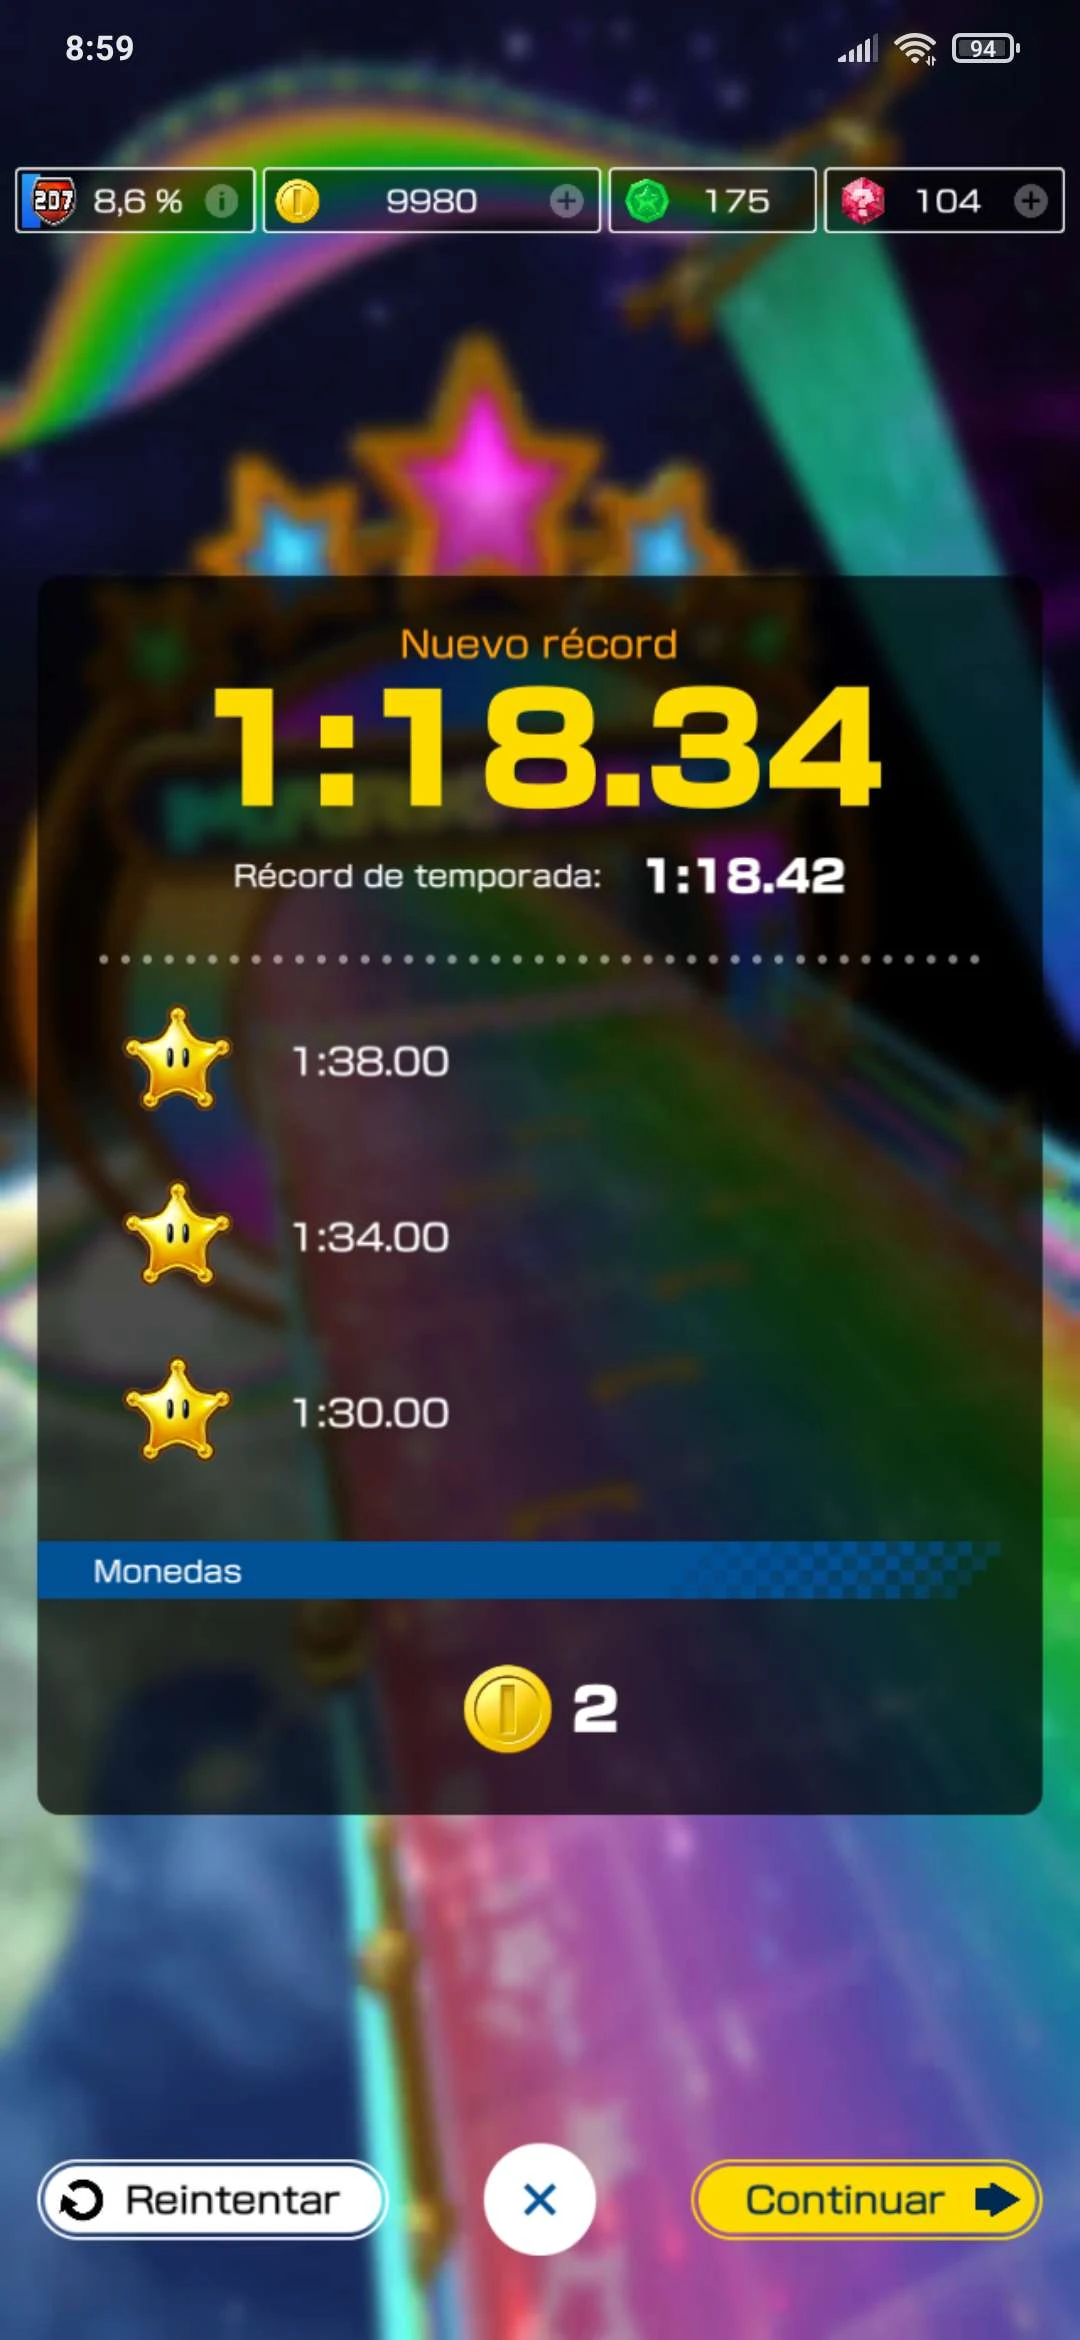 8:59 94
207 8,6 % 9980 175 104
Nuevo récord
1:18.34
Récord de temporada: 1:18.42
1:38.00
1:34.00
1:30.00
Monedas
2
Reintentar Continuar